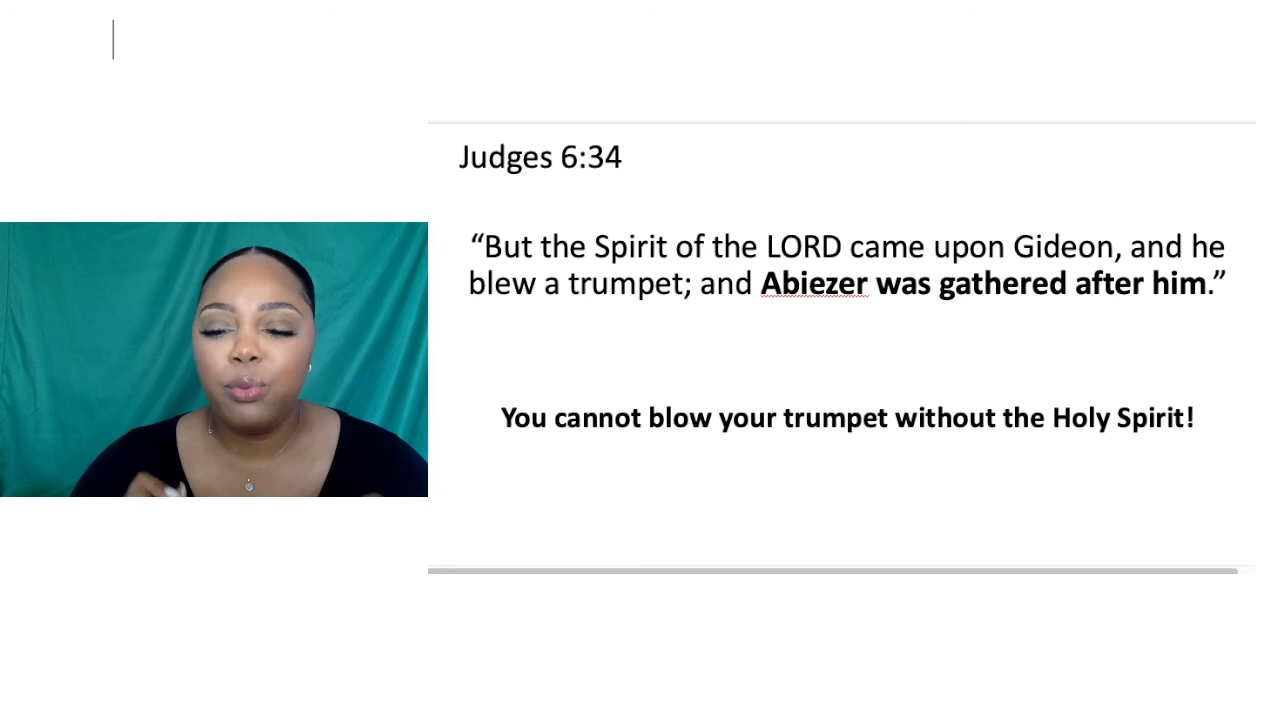 Judges 6:34
“But the Spirit of the LORD came upon Gideon, and he
blew a trumpet; and Abiezer was gathered after him.”
You cannot blow your trumpet without the Holy Spirit!